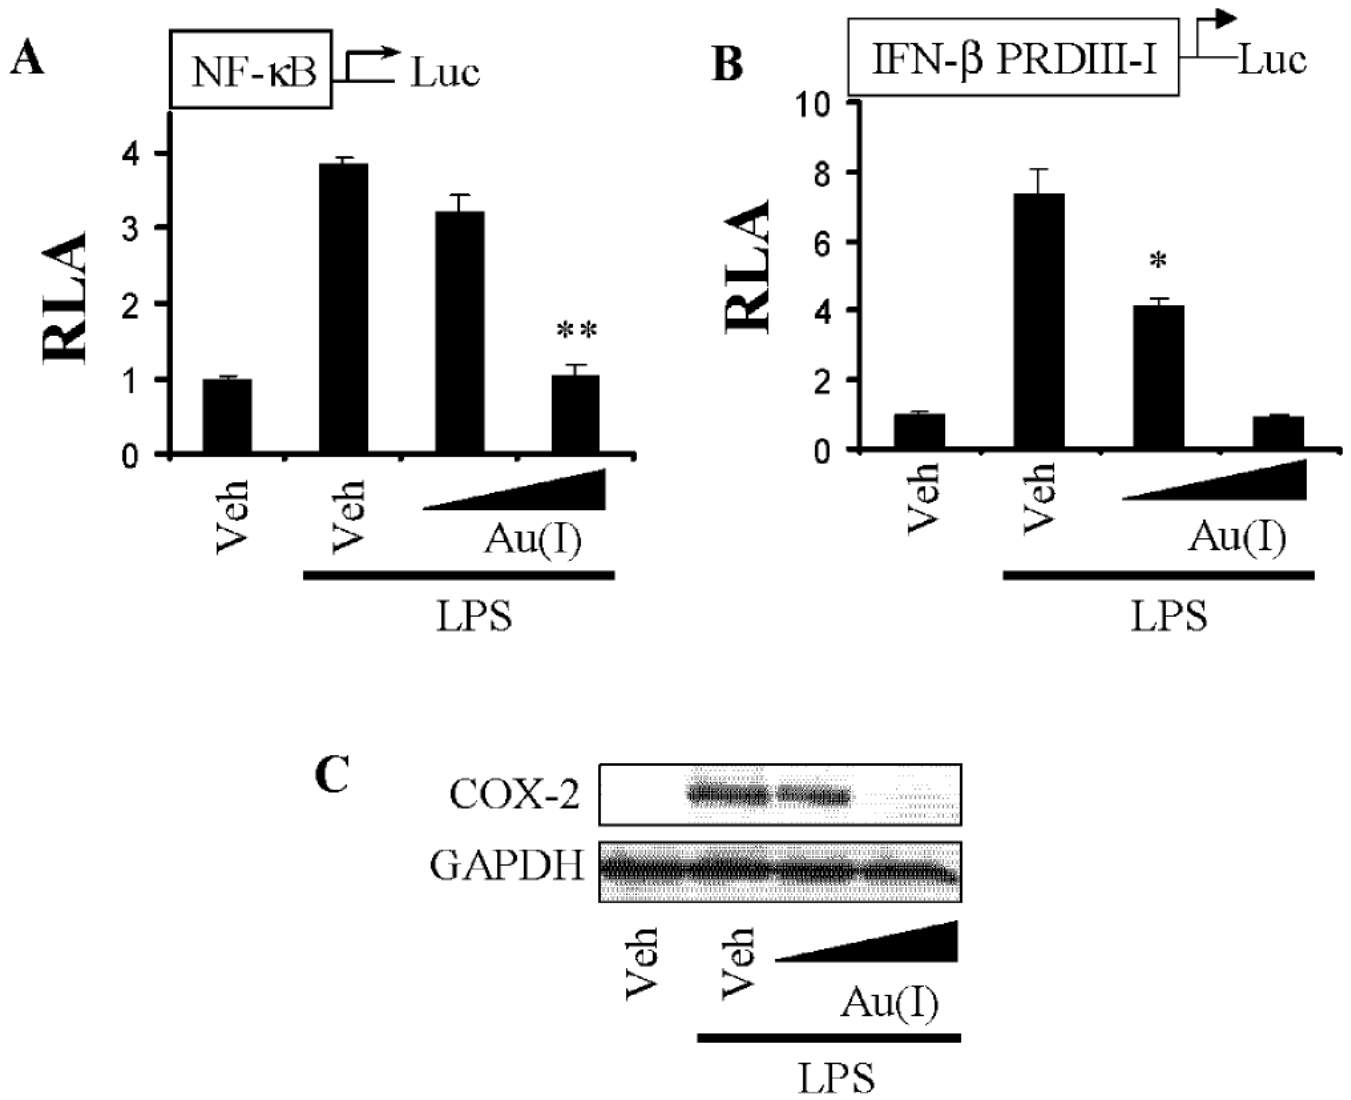 A
NF-κB
Luc
RLA
4
3
2
1
0
**
Veh
Veh
Au(I)
LPS
B
IFN-β PRDIII-I
Luc
RLA
10
8
6
4
2
0
*
Veh
Veh
Au(I)
LPS
C
COX-2
GAPDH
Veh
Veh
Au(I)
LPS